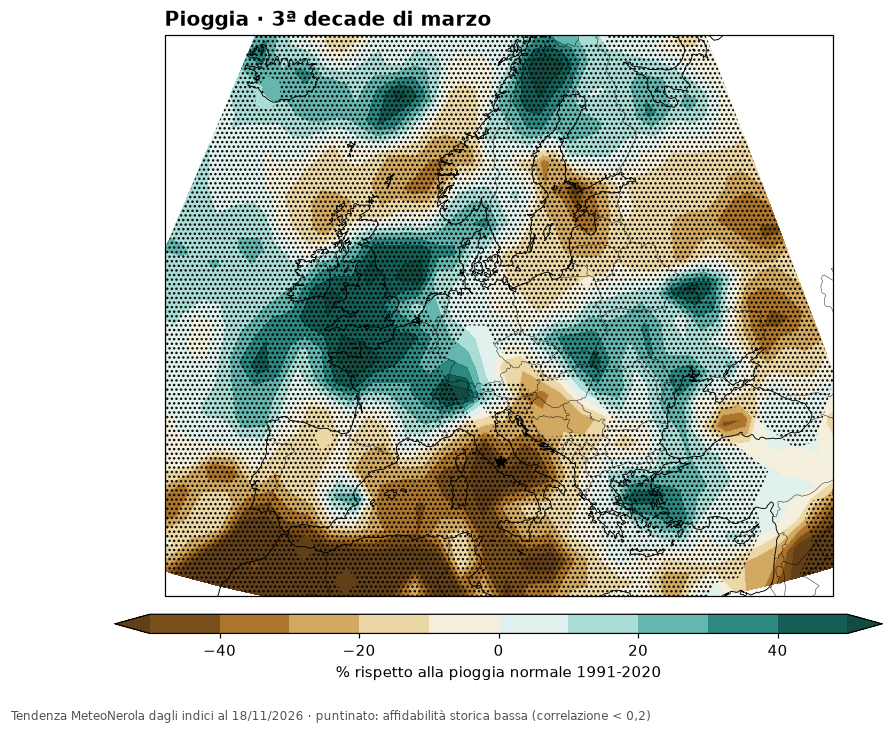 Pioggia · 3ª decade di marzo
−40 −20 0 20 40
% rispetto alla pioggia normale 1991-2020
Tendenza MeteoNerola dagli indici al 18/11/2026 · puntinato: affidabilità storica bassa (correlazione < 0,2)